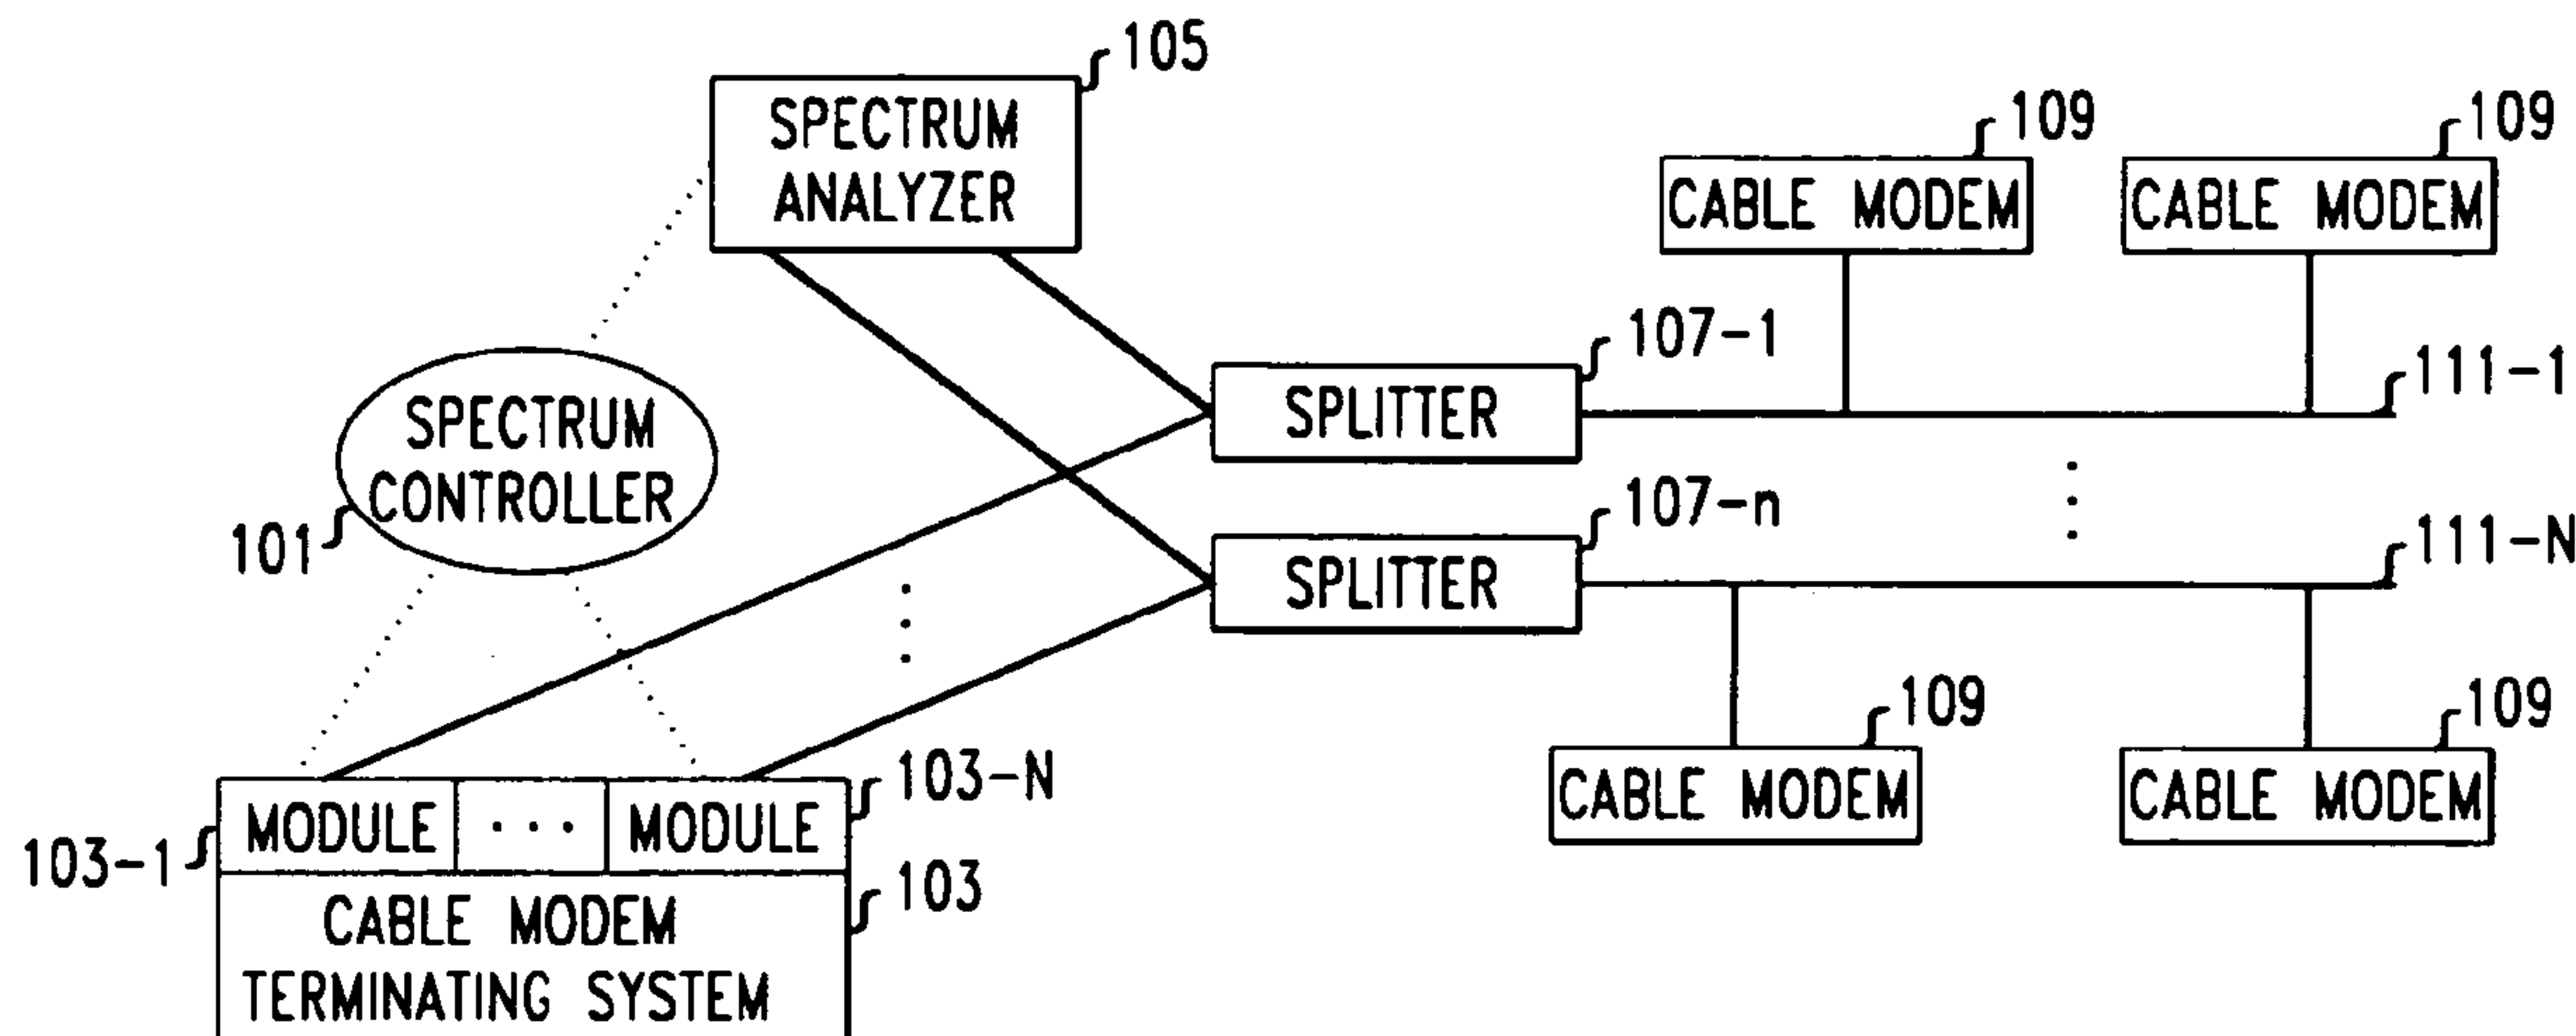 105
SPECTRUM
ANALYZER
109
109
CABLE MODEM
CABLE MODEM
107-1
SPLITTER
111-1
SPECTRUM
CONTROLLER
101
107-n
SPLITTER
111-N
109
109
CABLE MODEM
CABLE MODEM
103-N
MODULE
...
MODULE
103-1
103
CABLE MODEM
TERMINATING SYSTEM